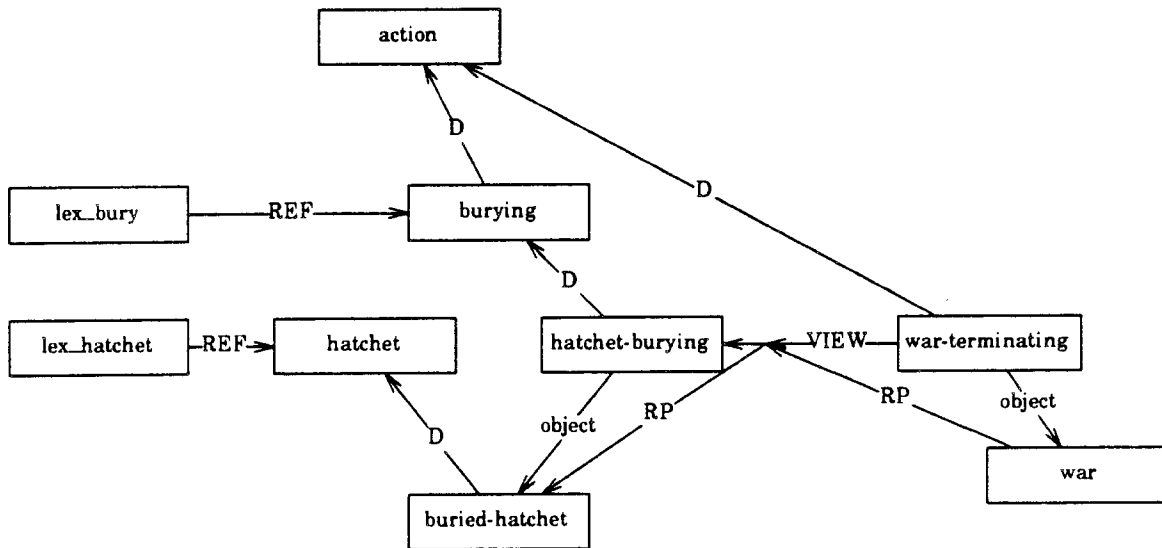 action
D
D
lex_bury
REF
burying
D
lex_hatchet
REF
hatchet
hatchet-burying
VIEW
war-terminating
RP
object
RP
object
D
war
buried-hatchet